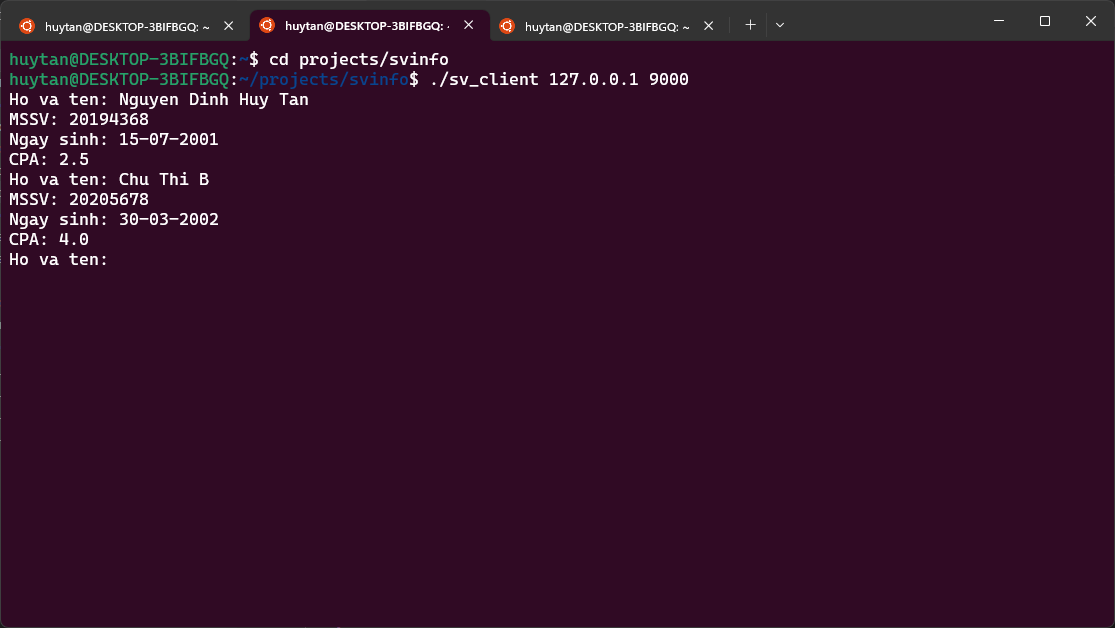 huytan@DESKTOP-3BIFBGQ: ~
huytan@DESKTOP-3BIFBGQ:
huytan@DESKTOP-3BIFBGQ: ~
huytan@DESKTOP-3BIFBGQ:~$ cd projects/svinfo
huytan@DESKTOP-3BIFBGQ:~/projects/svinfo$ ./sv_client 127.0.0.1 9000
Ho va ten: Nguyen Dinh Huy Tan
MSSV: 20194368
Ngay sinh: 15-07-2001
CPA: 2.5
Ho va ten: Chu Thi B
MSSV: 20205678
Ngay sinh: 30-03-2002
CPA: 4.0
Ho va ten: